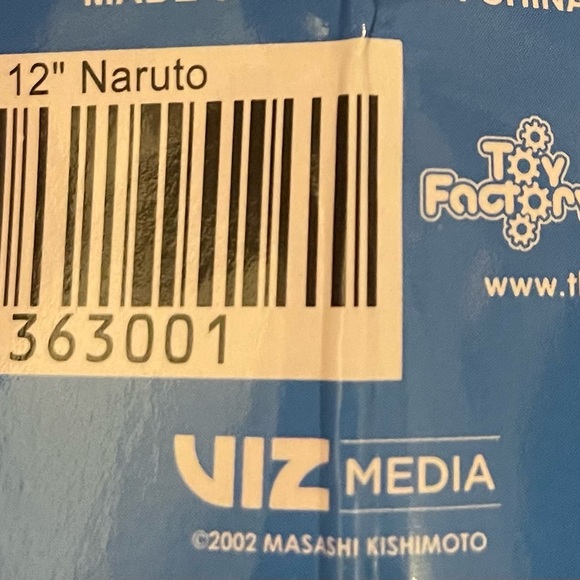 12" Naruto
363001
Toy
Factory
www.t
VIZ MEDIA
©2002 MASASHI KISHIMOTO